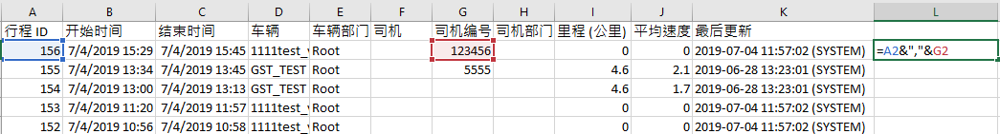 A B C D E F G H I J K L
行程 ID 开始时间 结束时间 车辆 车辆部门 司机 司机编号 司机部门 里程 (公里) 平均速度 最后更新
156 7/4/2019 15:29 7/4/2019 15:45 1111test_ Root 123456 0 0 2019-07-04 11:57:02 (SYSTEM) =A2&","&G2
155 7/4/2019 13:34 7/4/2019 13:45 GST_TEST Root 5555 4.6 2.1 2019-06-28 13:23:01 (SYSTEM)
154 7/4/2019 13:00 7/4/2019 13:13 GST_TEST Root 4.6 1.7 2019-06-28 13:23:01 (SYSTEM)
153 7/4/2019 11:20 7/4/2019 11:57 1111test_ Root 0 0 2019-07-04 11:57:02 (SYSTEM)
152 7/4/2019 10:56 7/4/2019 10:58 1111test_ Root 0 0 2019-07-04 11:57:02 (SYSTEM)